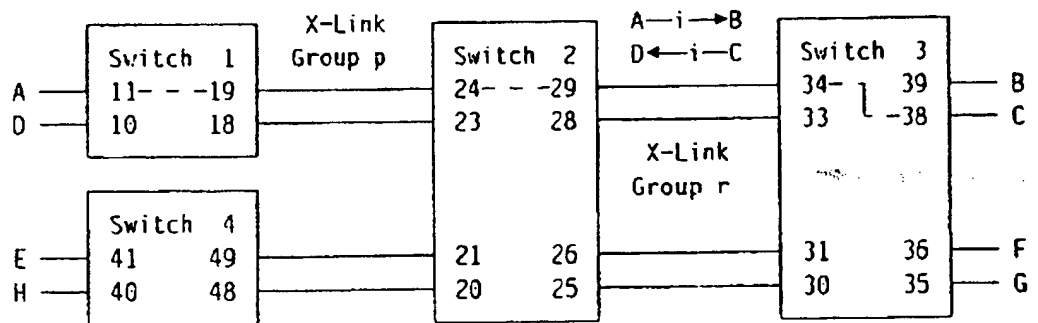 X-Link
Group p
A—i→B
D←i—C
Switch 1
11- - -19
10 18
Switch 2
24- - -29
23 28
21 26
20 25
Switch 3
34- 39
33 -38
31 36
30 35
X-Link
Group r
Switch 4
41 49
40 48
A
D
E
H
B
C
F
G